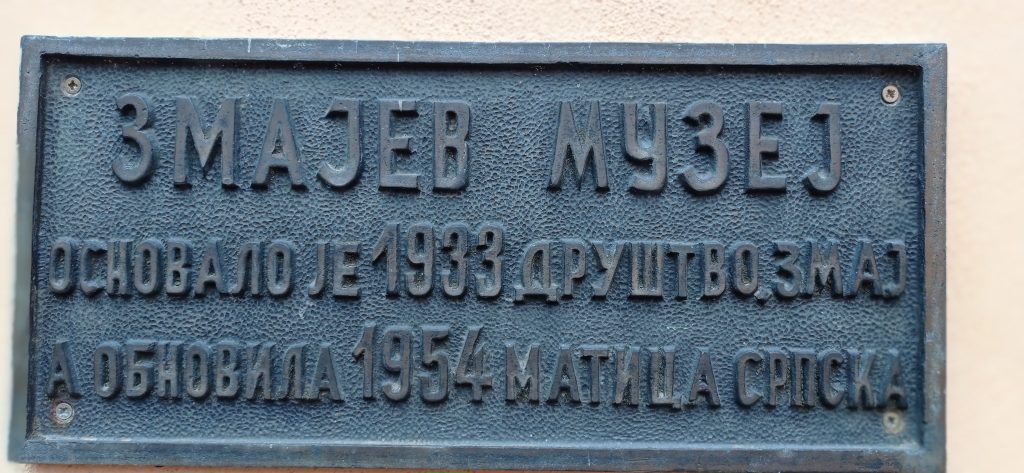 ЗМАЈЕВ МУЗЕЈ
ОСНОВАЛО ЈЕ 1933 ДРУШТВО ЗМАЈ
А ОБНОВИЛА 1954 МАТИЦА СРПСКА